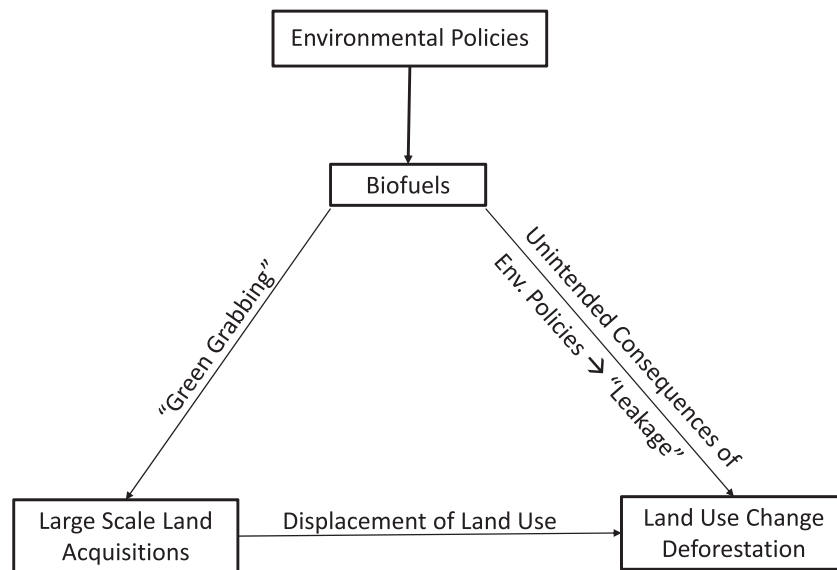 Environmental Policies
Biofuels
“Green Grabbing”
Unintended Consequences of
Env. Policies → “Leakage”
Large Scale Land
Acquisitions
Displacement of Land Use
Land Use Change
Deforestation